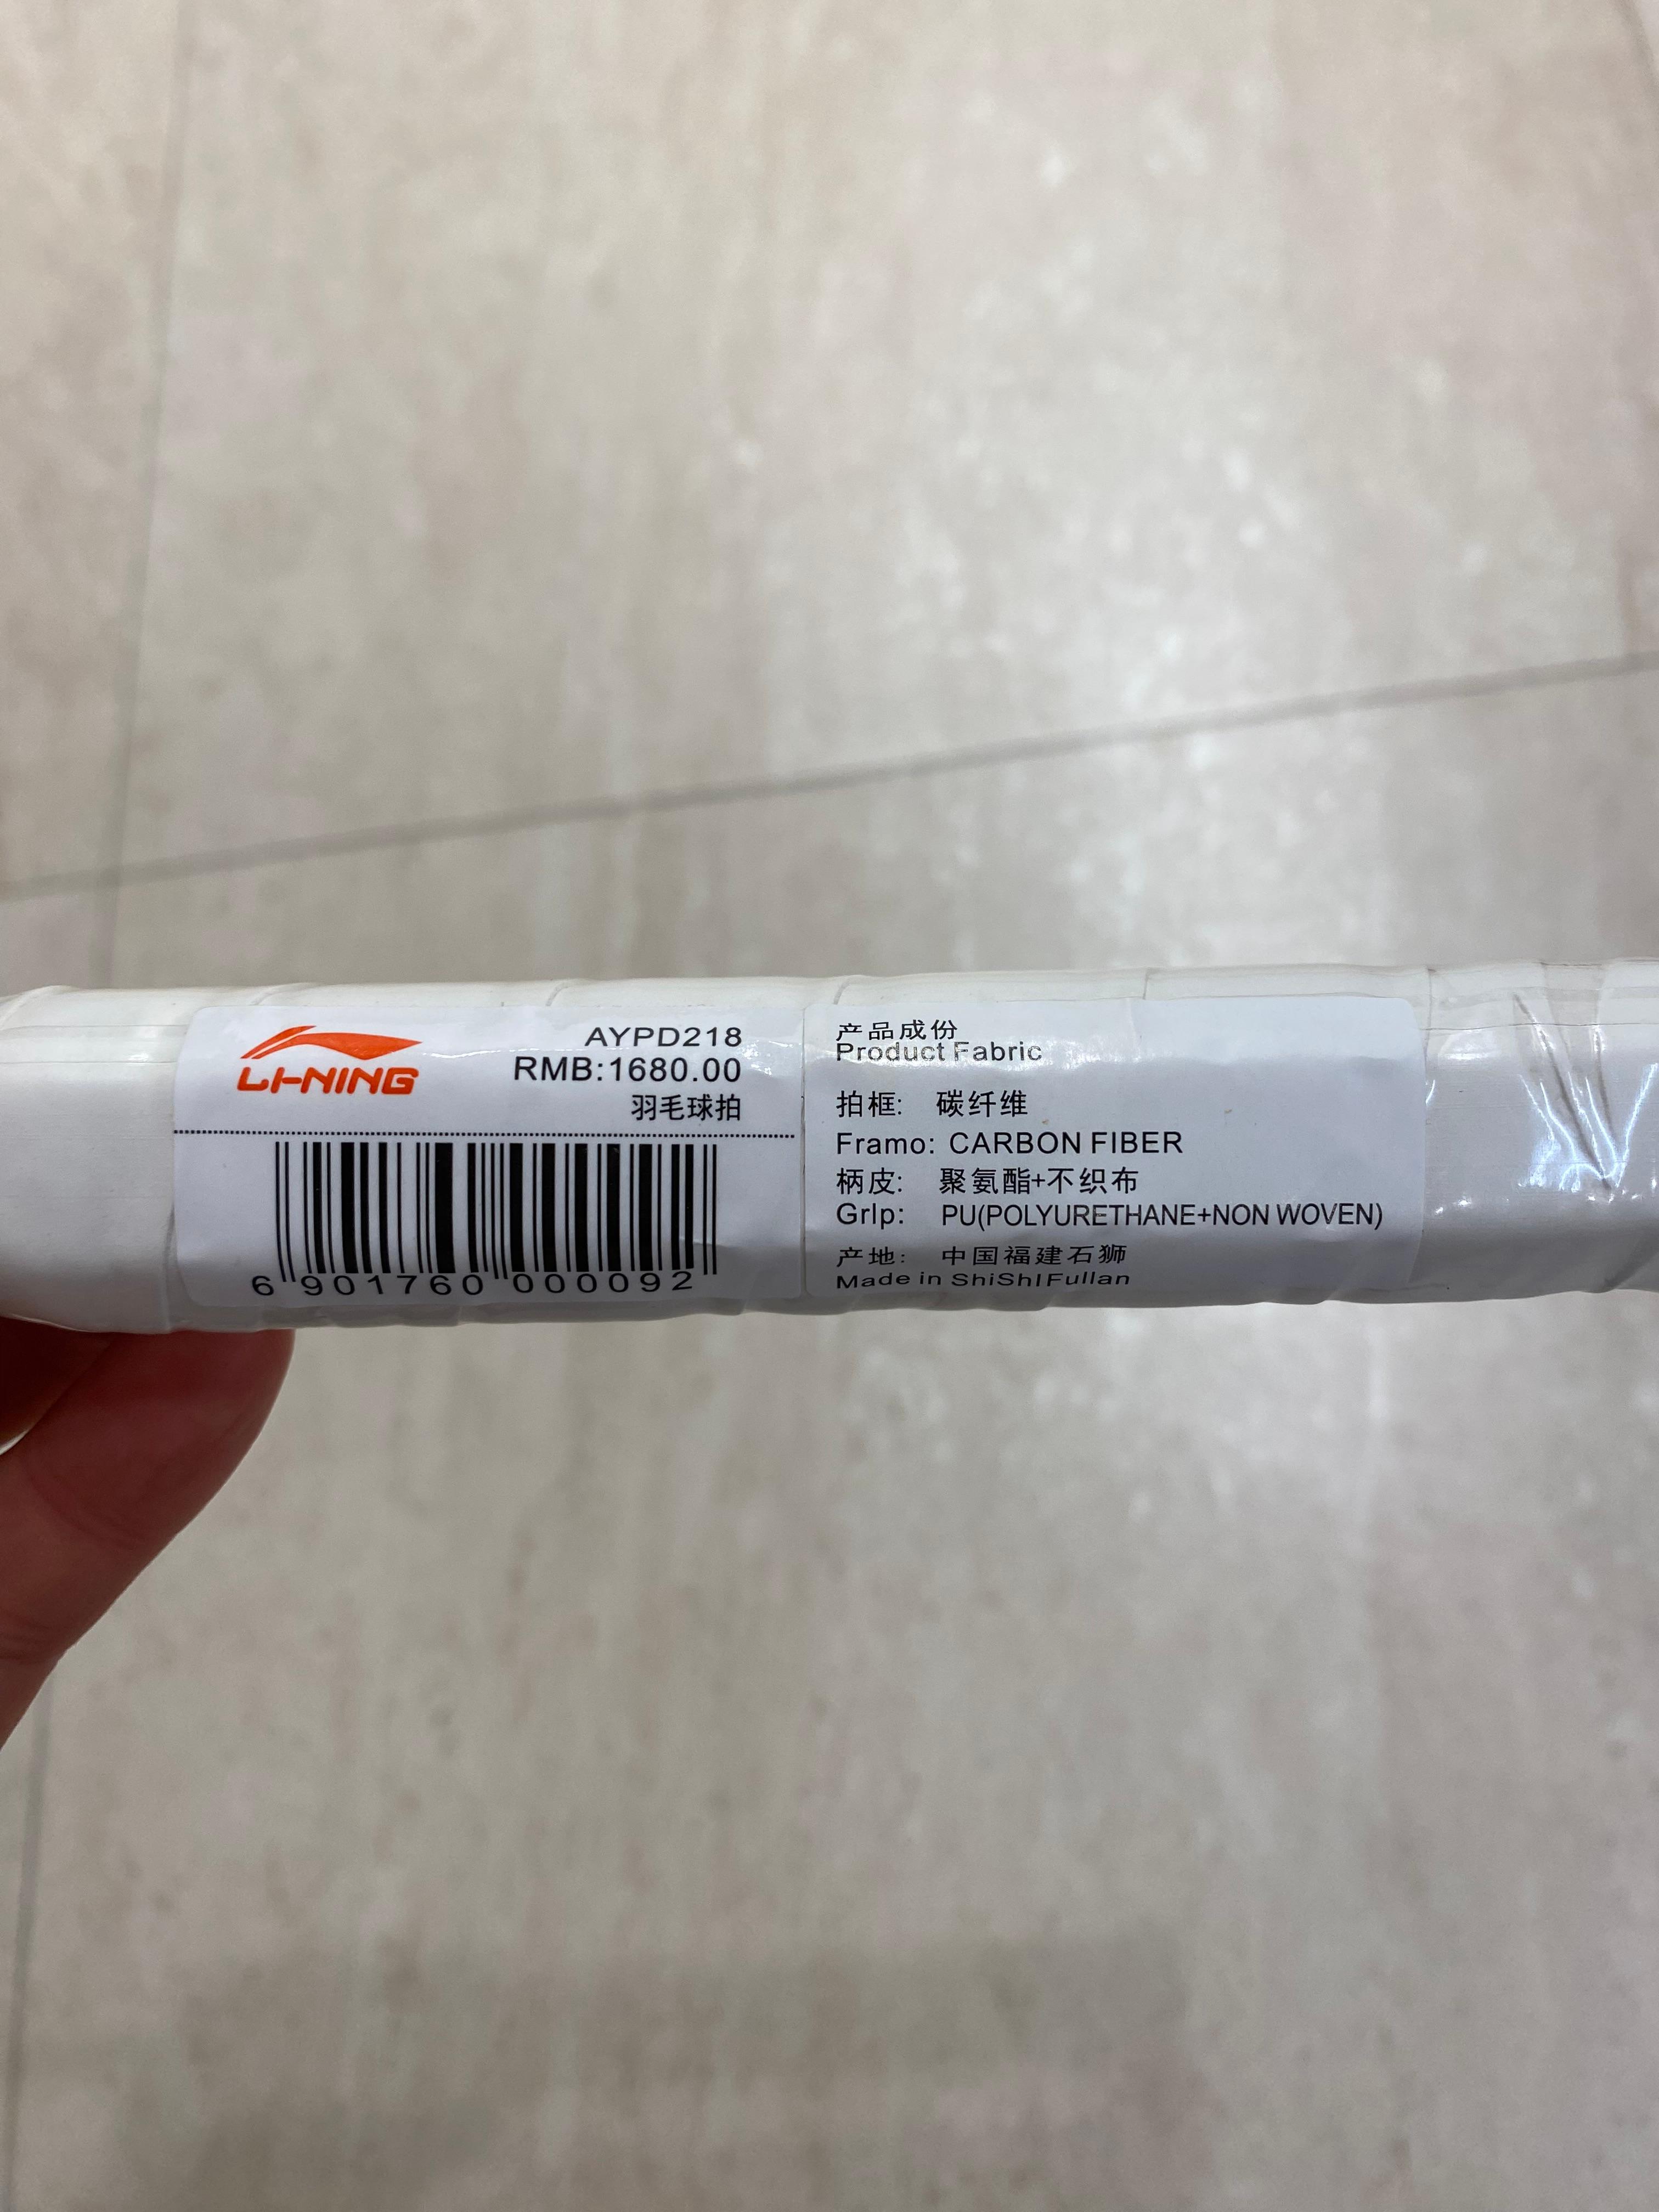 LI-NING
AYPD218
RMB:1680.00
羽毛球拍
6 901760 000092
产品成份
Product Fabric
拍框: 碳纤维
Framo: CARBON FIBER
柄皮: 聚氨酯+不织布
Grlp: PU(POLYURETHANE+NON WOVEN)
产地: 中国福建石狮
Made in ShiShIFullan